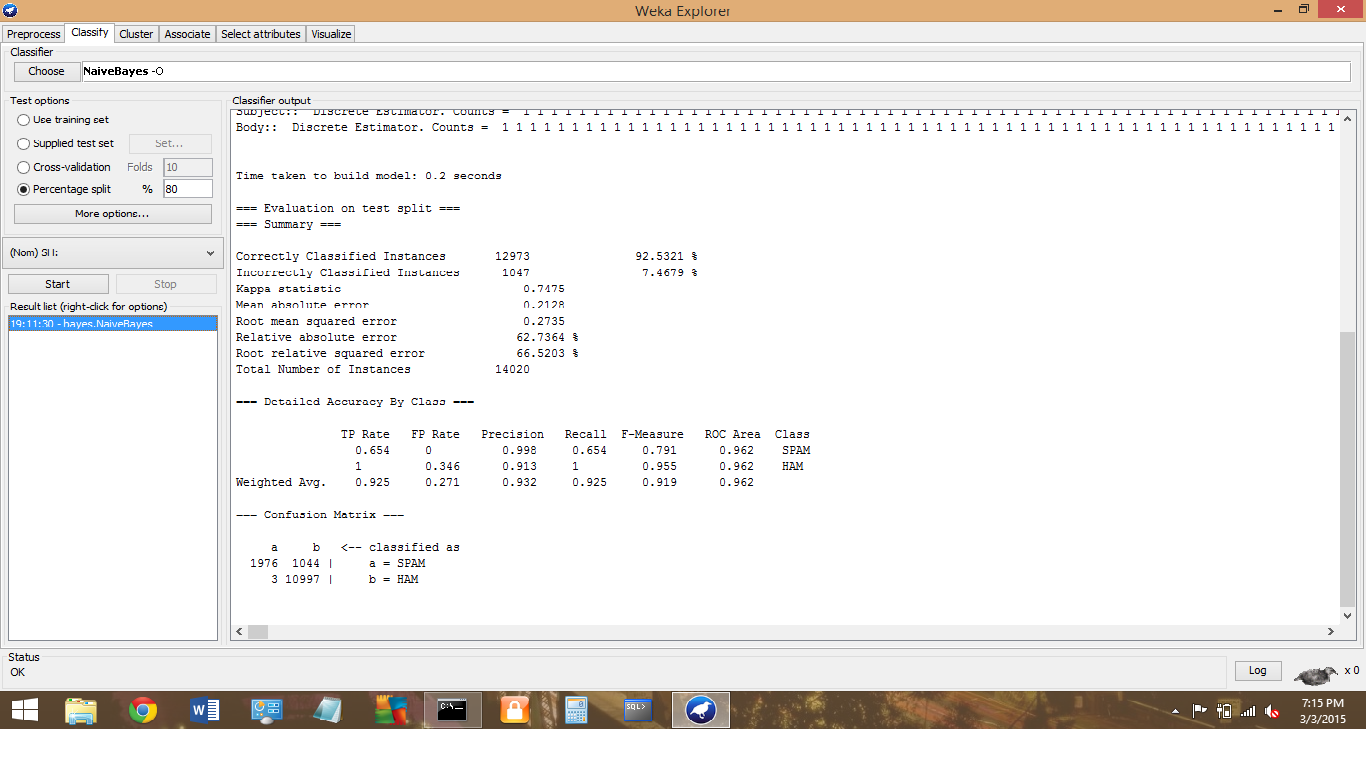 Weka Explorer
Preprocess Classify Cluster Associate Select attributes Visualize
Classifier
Choose NaiveBayes -O
Test options
Use training set
Supplied test set Set...
Cross-validation Folds 10
Percentage split % 80
More options...
(Nom) SH:
Start Stop
Result list (right-click for options)
19:11:30 - bayes.NaiveBayes
Classifier output
Subject:: Discrete Estimator. Counts = 1 1 1 1 1 1 1 1 1 1 1 1 1 1 1 1 1 1 1 1 1 1 1 1 1 1 1 1 1 1 1 1 1 1 1 1 1 1 1 1 1 1 1 1 1 1 1 1 1 1 1 1 1 1 1 1 1 1 1
Body:: Discrete Estimator. Counts = 1 1 1 1 1 1 1 1 1 1 1 1 1 1 1 1 1 1 1 1 1 1 1 1 1 1 1 1 1 1 1 1 1 1 1 1 1 1 1 1 1 1 1 1 1 1 1 1 1 1 1 1 1 1 1 1 1 1 1 1
Time taken to build model: 0.2 seconds
=== Evaluation on test split ===
=== Summary ===
Correctly Classified Instances 12973 92.5321 %
Incorrectly Classified Instances 1047 7.4679 %
Kappa statistic 0.7475
Mean absolute error 0.2128
Root mean squared error 0.2735
Relative absolute error 62.7364 %
Root relative squared error 66.5203 %
Total Number of Instances 14020
=== Detailed Accuracy By Class ===
TP Rate FP Rate Precision Recall F-Measure ROC Area Class
0.654 0 0.998 0.654 0.791 0.962 SPAM
1 0.346 0.913 1 0.955 0.962 HAM
Weighted Avg. 0.925 0.271 0.932 0.925 0.919 0.962
=== Confusion Matrix ===
a b <-- classified as
1976 1044 | a = SPAM
3 10997 | b = HAM
Status
OK
Log x 0
C:\_
SQL>
7:15 PM
3/3/2015